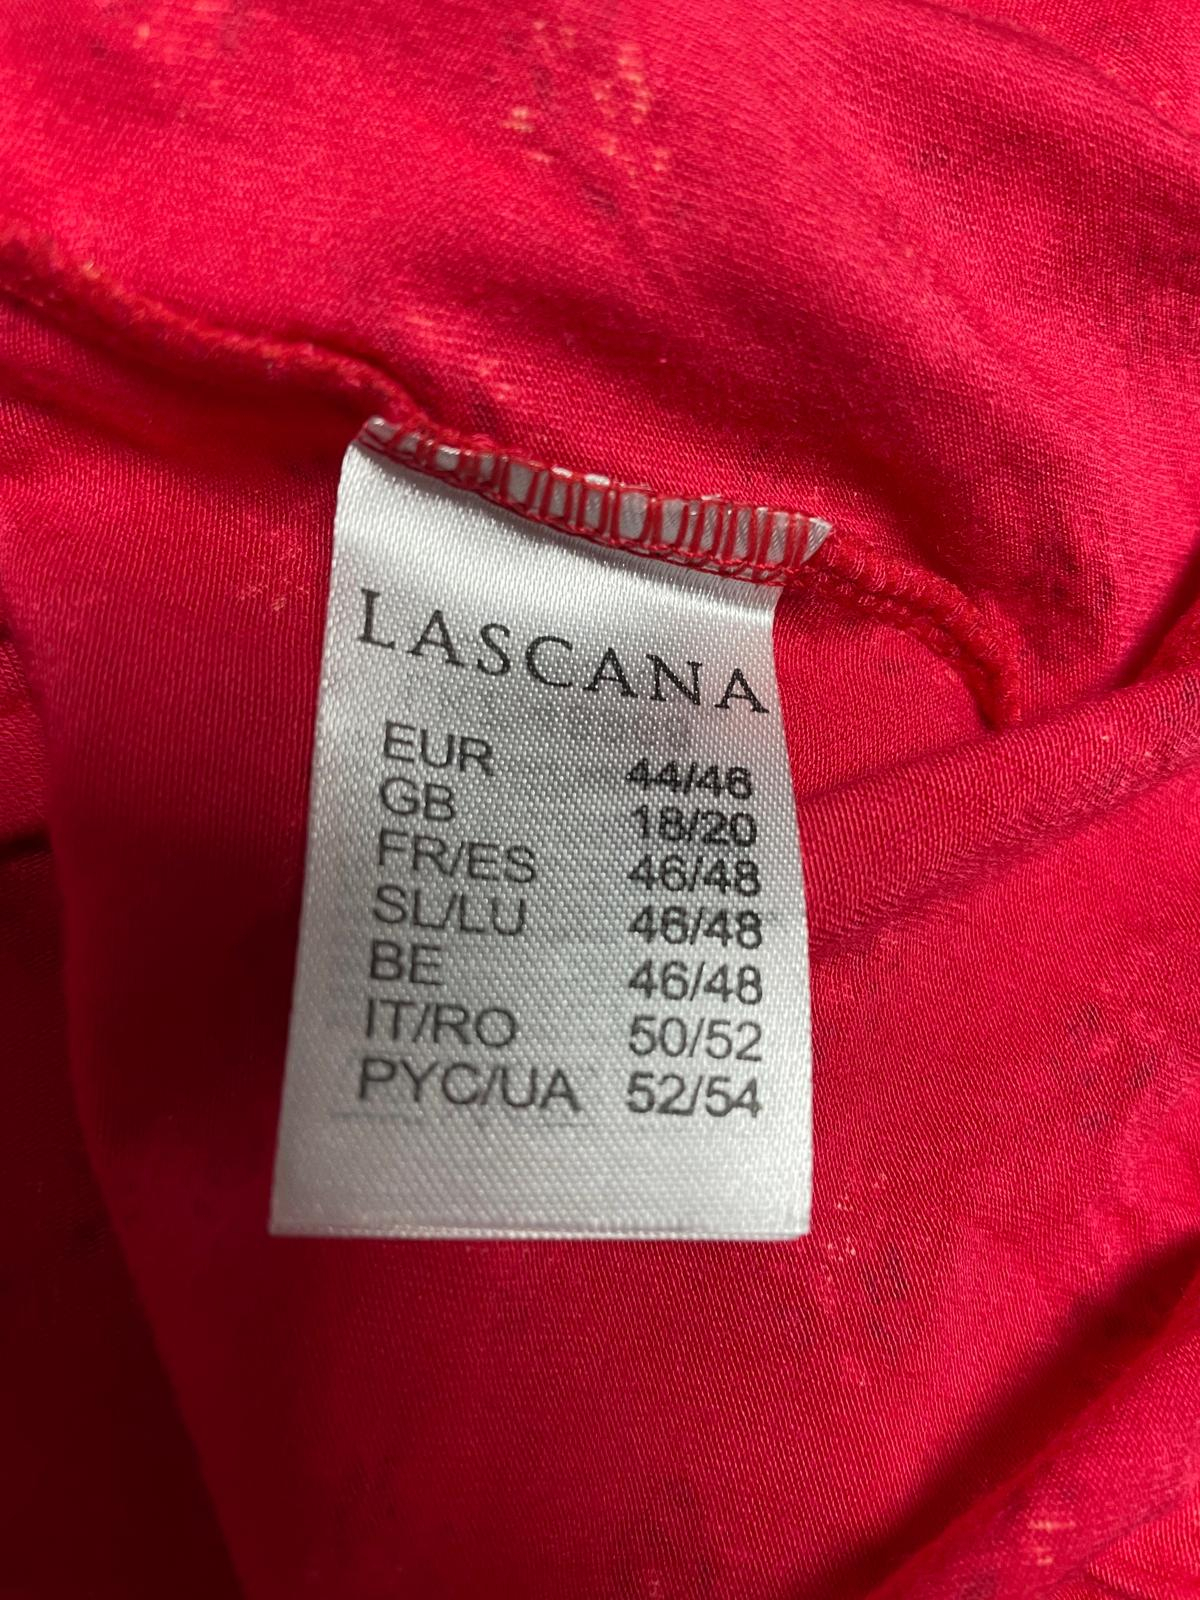 LASCANA
EUR 44/46
GB 18/20
FR/ES 46/48
SL/LU 46/48
BE 46/48
IT/RO 50/52
PYC/UA 52/54